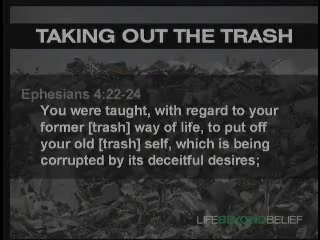 TAKING OUT THE TRASH
Ephesians 4:22-24
You were taught, with regard to your
former [trash] way of life, to put off
your old [trash] self, which is being
corrupted by its deceitful desires;
LIFEBEYONDBELIEF